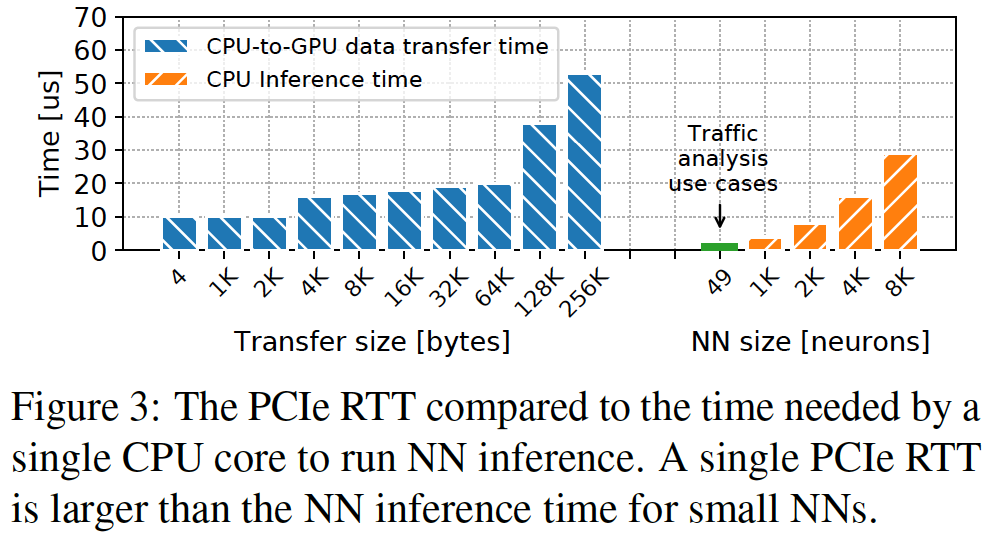 70
60
50
40
30
20
10
0
Time [us]
CPU-to-GPU data transfer time
CPU Inference time
Traffic
analysis
use cases
4
1K
2K
4K
8K
16K
32K
64K
128K
256K
49
1K
2K
4K
8K
Transfer size [bytes]
NN size [neurons]
Figure 3: The PCIe RTT compared to the time needed by a
single CPU core to run NN inference. A single PCIe RTT
is larger than the NN inference time for small NNs.